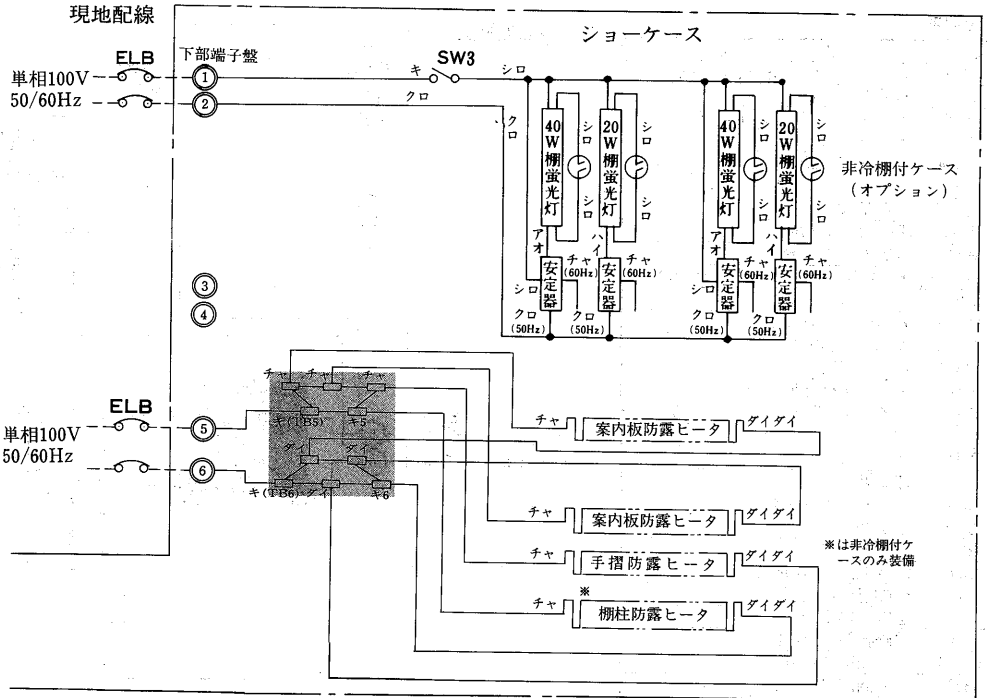 現地配線
ショーケース
ELB
下部端子盤
単相100V
50/60Hz
1
2
キ
SW3
シロ
クロ
クロ
40W棚蛍光灯
シロ
シロ
20W棚蛍光灯
シロ
シロ
40W棚蛍光灯
シロ
シロ
20W棚蛍光灯
シロ
シロ
非冷棚付ケース
(オプション)
アオ
チャ
(60Hz)
ハイ
チャ
(60Hz)
アオ
チャ
(60Hz)
ハイ
チャ
(60Hz)
安定器
安定器
安定器
安定器
シロ
シロ
クロ
(50Hz)
クロ
(50Hz)
クロ
(50Hz)
クロ
(50Hz)
3
4
チャ
チャ
チャ
ELB
単相100V
50/60Hz
5
6
キ(TB5)
キ5
ダイ
ダイ
キ(TB6)
ダイ
キ6
チャ
案内板防露ヒータ
ダイダイ
チャ
案内板防露ヒータ
ダイダイ
チャ
手摺防露ヒータ
ダイダイ
※
チャ
棚柱防露ヒータ
ダイダイ
※は非冷棚付ケ
ースのみ装備